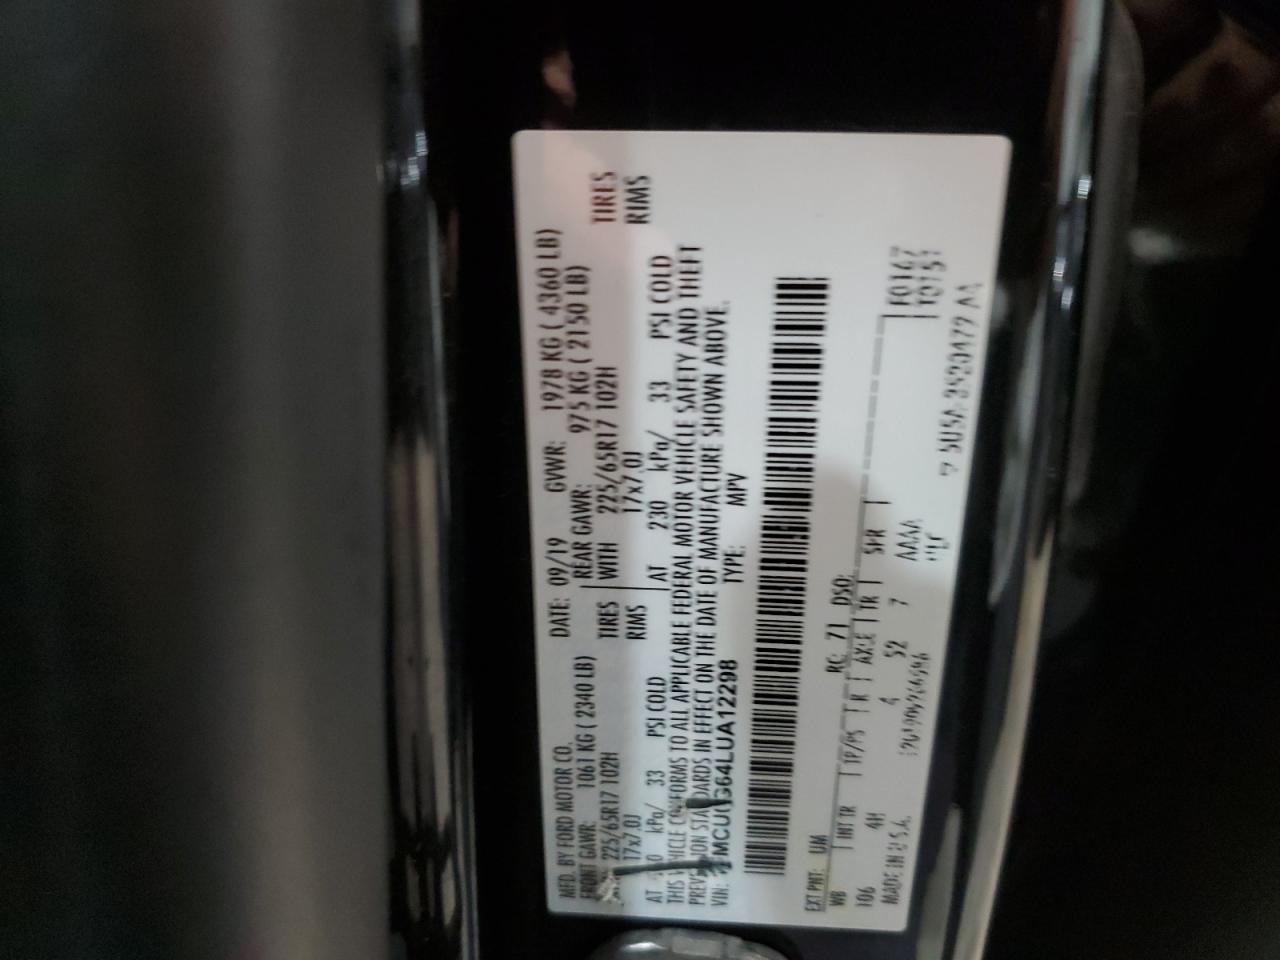 MFD. BY FORD MOTOR CO.
DATE: 09/19 GVWR: 1978 KG ( 4360 LB)
FRONT GAWR: 1061 KG ( 2340 LB)
REAR GAWR: 975 KG ( 2150 LB)
225/65R17 102H TIRES
WITH 225/65R17 102H TIRES
17x7.0J RIMS
17x7.0J RIMS
AT kPa/ 33 PSI COLD
AT 230 kPa/ 33 PSI COLD
THIS VEHICLE CONFORMS TO ALL APPLICABLE FEDERAL MOTOR VEHICLE SAFETY AND THEFT
PREVENTION STANDARDS IN EFFECT ON THE DATE OF MANUFACTURE SHOWN ABOVE.
VIN: TYPE: MPV
EXT PNT: UM RC: 71 DSO:
WB INT TR TP/PS R AXLE TR SPR
106 4H 4 52 7 AAAA
F0167
T0151
MADE IN U.S.A.